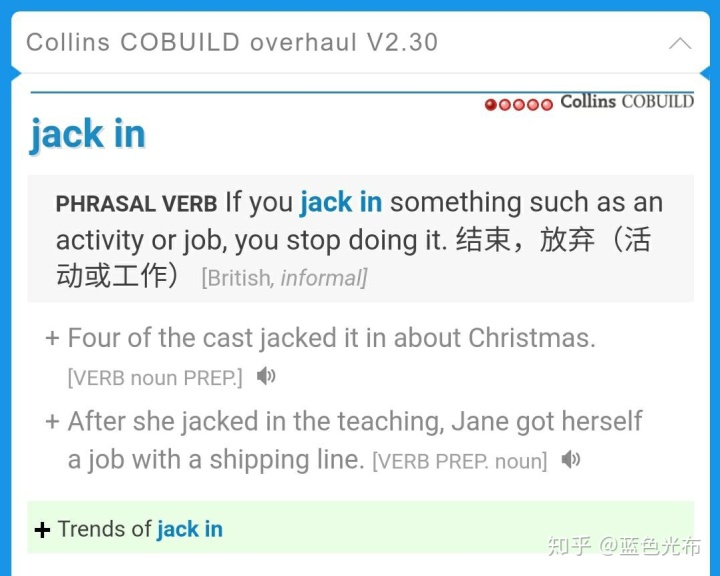 Collins COBUILD overhaul V2.30
Collins COBUILD
jack in
PHRASAL VERB If you jack in something such as an
activity or job, you stop doing it. 结束，放弃（活
动或工作） [British, informal]
+ Four of the cast jacked it in about Christmas.
[VERB noun PREP.]
+ After she jacked in the teaching, Jane got herself
a job with a shipping line. [VERB PREP. noun]
+ Trends of jack in
知乎 @蓝色光布